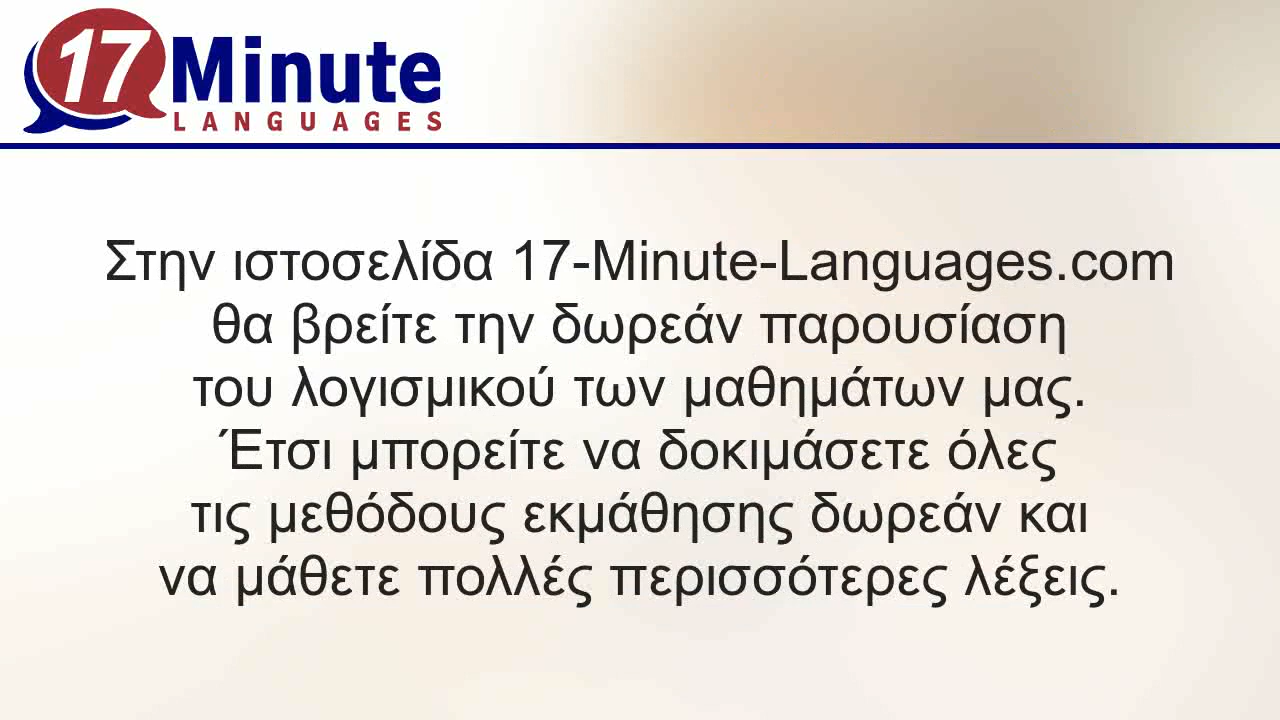 17 Minute
LANGUAGES
Στην ιστοσελίδα 17-Minute-Languages.com
θα βρείτε την δωρεάν παρουσίαση
του λογισμικού των μαθημάτων μας.
Έτσι μπορείτε να δοκιμάσετε όλες
τις μεθόδους εκμάθησης δωρεάν και
να μάθετε πολλές περισσότερες λέξεις.